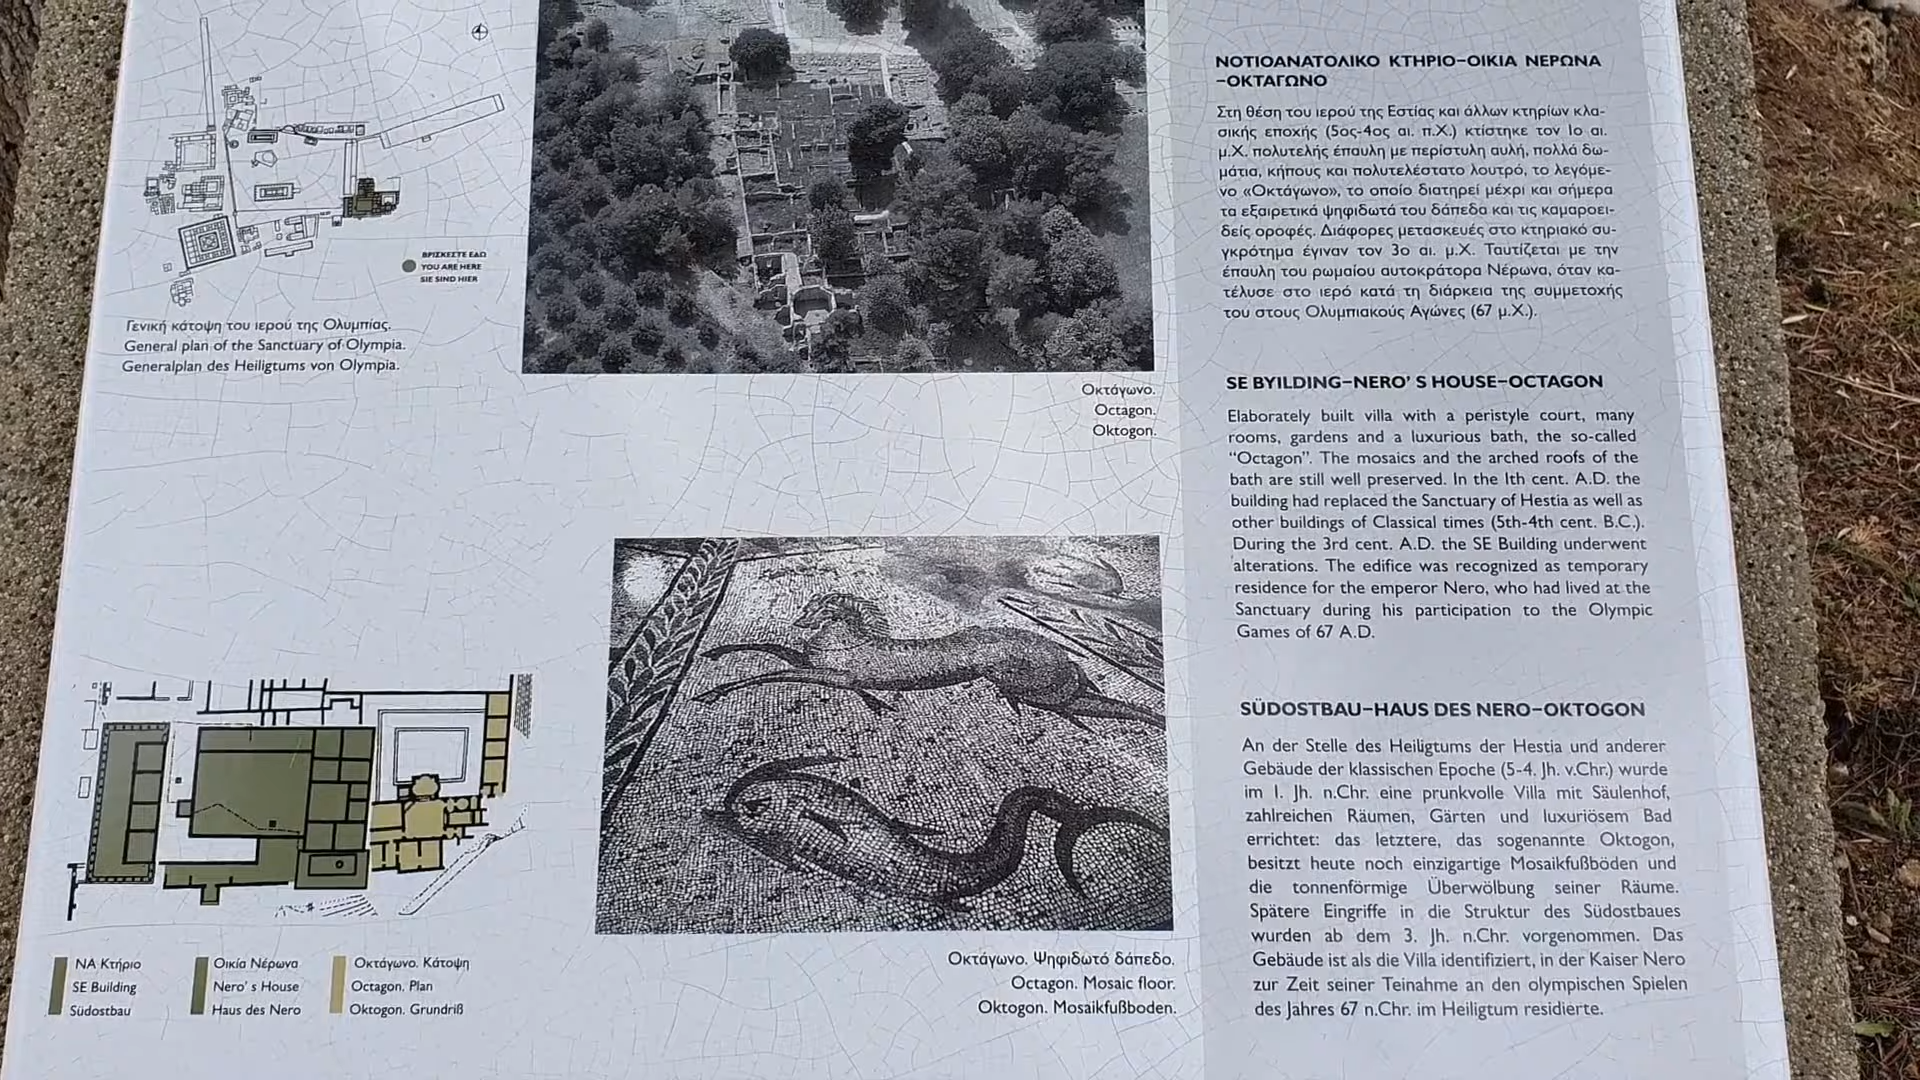 ΒΡΙΣΚΕΣΤΕ ΕΔΩ
YOU ARE HERE
SIE SIND HIER
Γενική κάτοψη του ιερού της Ολυμπίας.
General plan of the Sanctuary of Olympia.
Generalplan des Heiligtums von Olympia.
Οκτάγωνο.
Octagon.
Oktogon.
ΝΑ Κτήριο
SE Building
Südostbau
Οικία Νέρωνα
Nero' s House
Haus des Nero
Οκτάγωνο. Κάτοψη
Octagon. Plan
Oktogon. Grundriß
Οκτάγωνο. Ψηφιδωτό δάπεδο.
Octagon. Mosaic floor.
Oktogon. Mosaikfußboden.
ΝΟΤΙΟΑΝΑΤΟΛΙΚΟ ΚΤΗΡΙΟ–ΟΙΚΙΑ ΝΕΡΩΝΑ
–ΟΚΤΑΓΩΝΟ
Στη θέση του ιερού της Εστίας και άλλων κτηρίων κλα-
σικής εποχής (5ος-4ος αι. π.Χ.) κτίστηκε τον 1ο αι.
μ.Χ. πολυτελής έπαυλη με περίστυλη αυλή, πολλά δω-
μάτια, κήπους και πολυτελέστατο λουτρό, το λεγόμε-
νο «Οκτάγωνο», το οποίο διατηρεί μέχρι και σήμερα
τα εξαιρετικά ψηφιδωτά του δάπεδα και τις καμαροει-
δείς οροφές. Διάφορες μετασκευές στο κτηριακό συ-
γκρότημα έγιναν τον 3ο αι. μ.Χ. Ταυτίζεται με την
έπαυλη του ρωμαίου αυτοκράτορα Νέρωνα, όταν κα-
τέλυσε στο ιερό κατά τη διάρκεια της συμμετοχής
του στους Ολυμπιακούς Αγώνες (67 μ.Χ.).
SE BYILDING–NERO' S HOUSE–OCTAGON
Elaborately built villa with a peristyle court, many
rooms, gardens and a luxurious bath, the so-called
“Octagon”. The mosaics and the arched roofs of the
bath are still well preserved. In the 1th cent. A.D. the
building had replaced the Sanctuary of Hestia as well as
other buildings of Classical times (5th-4th cent. B.C.).
During the 3rd cent. A.D. the SE Building underwent
alterations. The edifice was recognized as temporary
residence for the emperor Nero, who had lived at the
Sanctuary during his participation to the Olympic
Games of 67 A.D.
SÜDOSTBAU–HAUS DES NERO–OKTOGON
An der Stelle des Heiligtums der Hestia und anderer
Gebäude der klassischen Epoche (5-4. Jh. v.Chr.) wurde
im 1. Jh. n.Chr. eine prunkvolle Villa mit Säulenhof,
zahlreichen Räumen, Gärten und luxuriösem Bad
errichtet: das letztere, das sogenannte Oktogon,
besitzt heute noch einzigartige Mosaikfußböden und
die tonnenförmige Überwölbung seiner Räume.
Spätere Eingriffe in die Struktur des Südostbaues
wurden ab dem 3. Jh. n.Chr. vorgenommen. Das
Gebäude ist als die Villa identifiziert, in der Kaiser Nero
zur Zeit seiner Teinahme an den olympischen Spielen
des Jahres 67 n.Chr. im Heiligtum residierte.